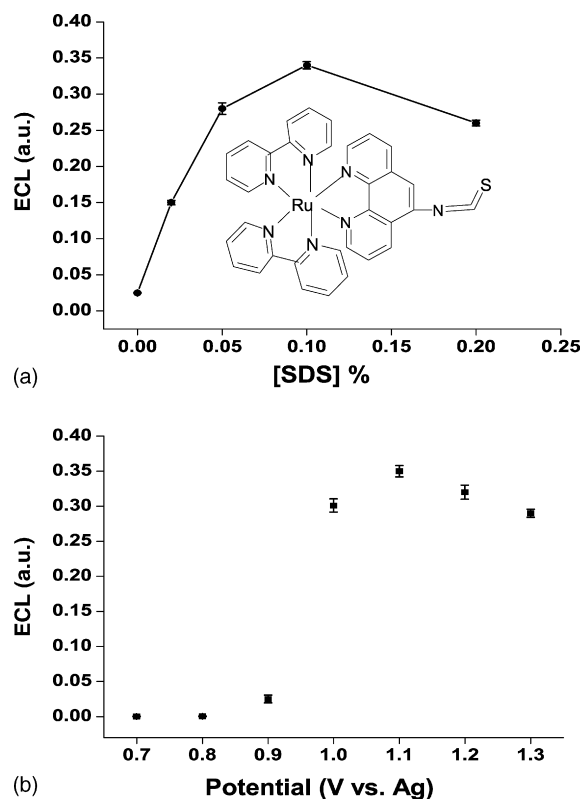 0.40
0.35
0.30
0.25
0.20
0.15
0.10
0.05
0.00
ECL (a.u.)
0.00 0.05 0.10 0.15 0.20 0.25
[SDS] %
N
N
N
N
N
N
Ru
N
S
(a)
0.40
0.35
0.30
0.25
0.20
0.15
0.10
0.05
0.00
ECL (a.u.)
0.7 0.8 0.9 1.0 1.1 1.2 1.3
Potential (V vs. Ag)
(b)